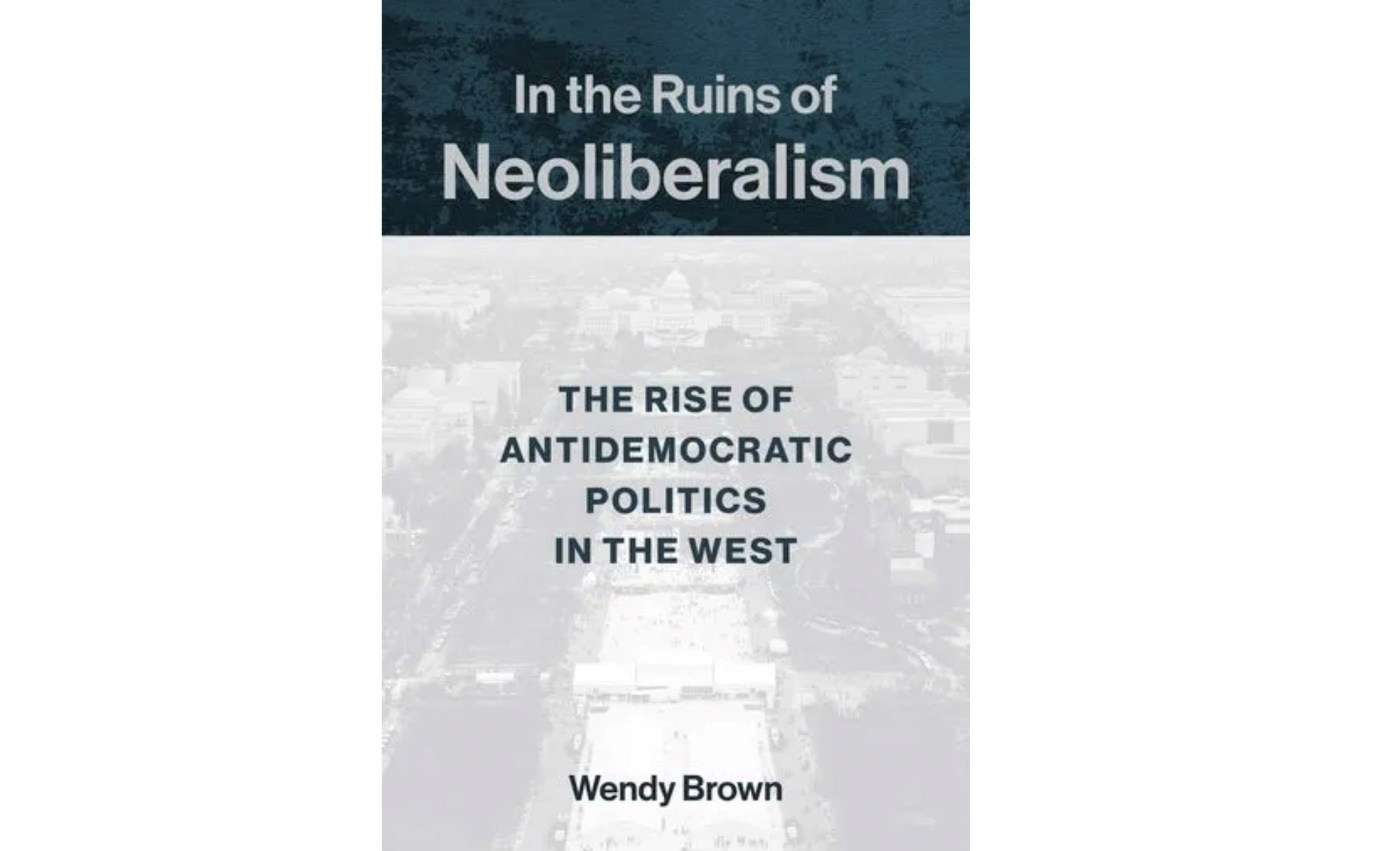 In the Ruins of
Neoliberalism
THE RISE OF
ANTIDEMOCRATIC
POLITICS
IN THE WEST
Wendy Brown